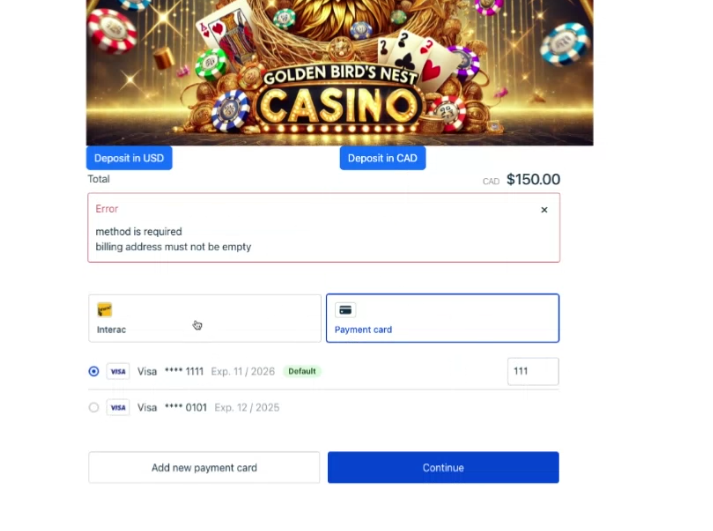 GOLDEN BIRD'S NEST
CASINO
Deposit in USD
Deposit in CAD
Total
CAD $150.00
Error
×
method is required
billing address must not be empty
Interac
Payment card
VISA Visa **** 1111 Exp. 11 / 2026 Default 111
VISA Visa **** 0101 Exp. 12 / 2025
Add new payment card
Continue